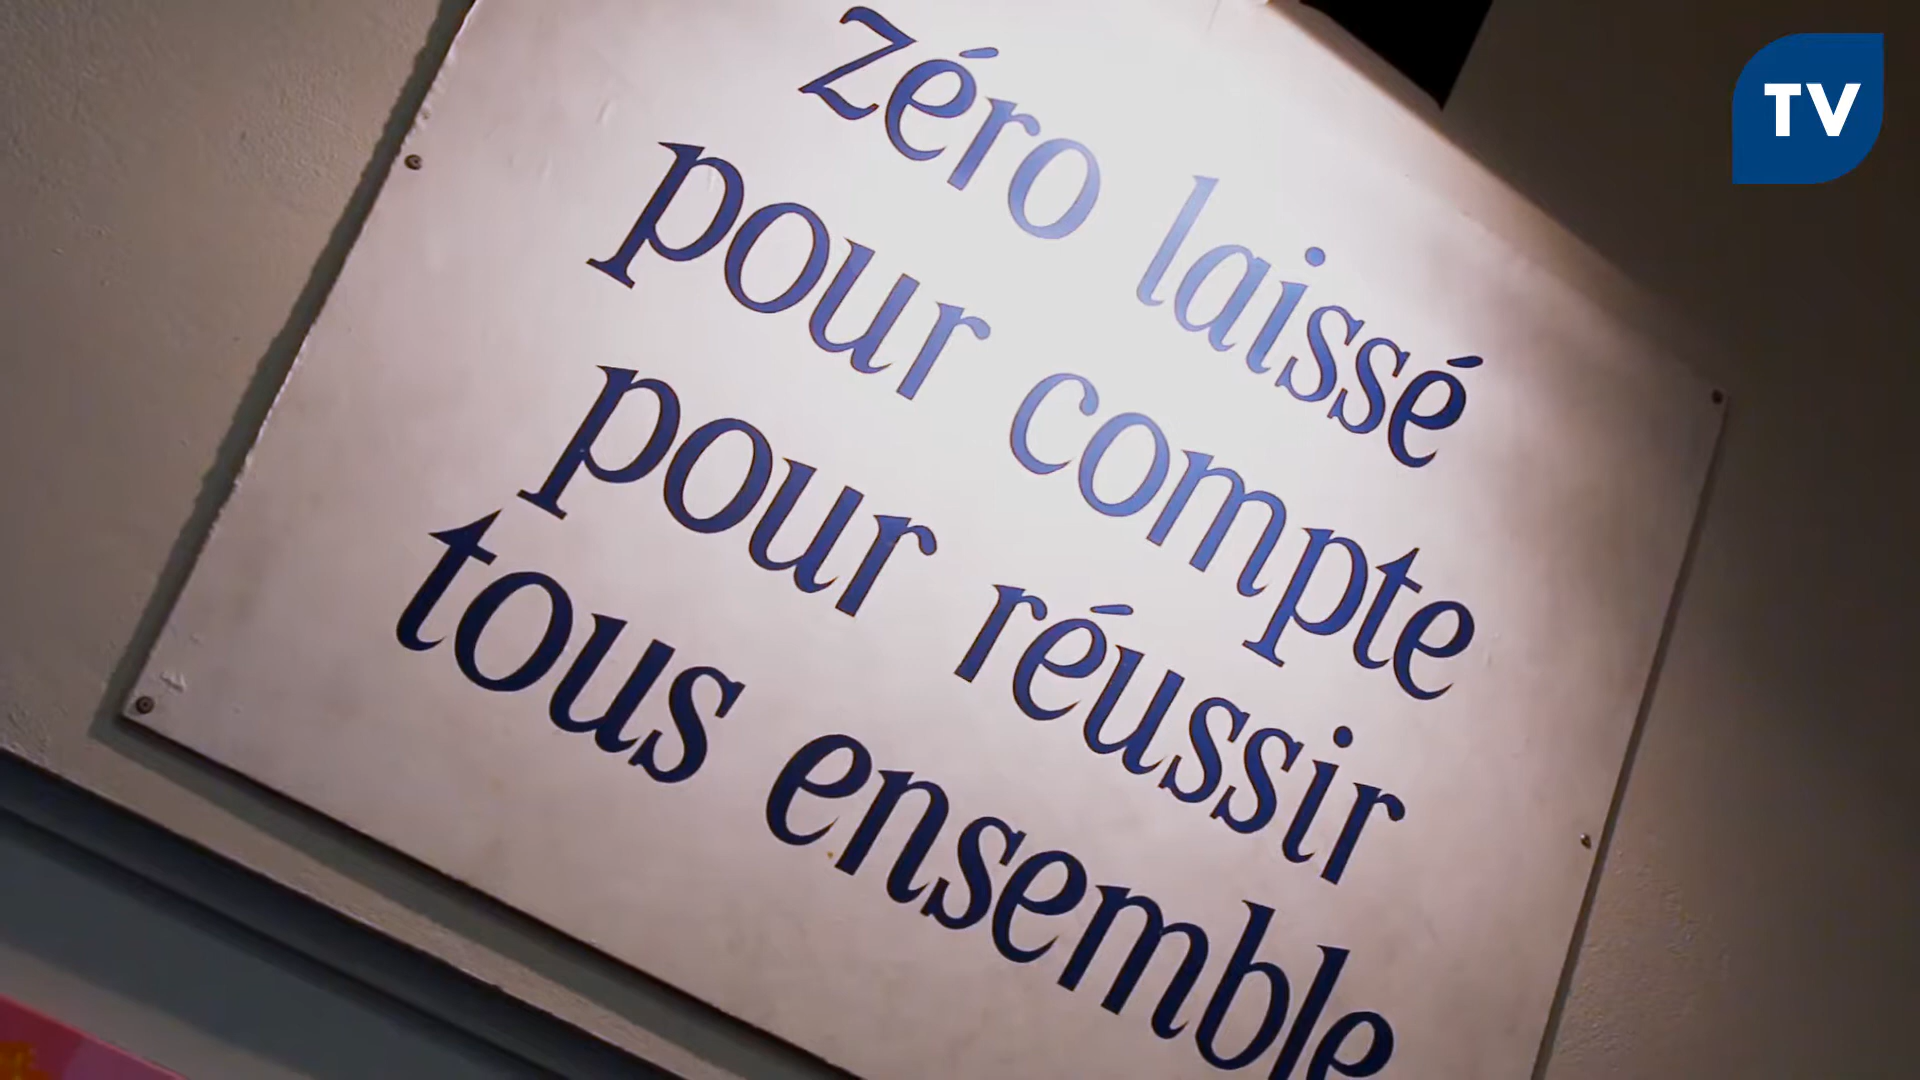 TV
zéro laissé
pour compte
pour réussir
tous ensemble